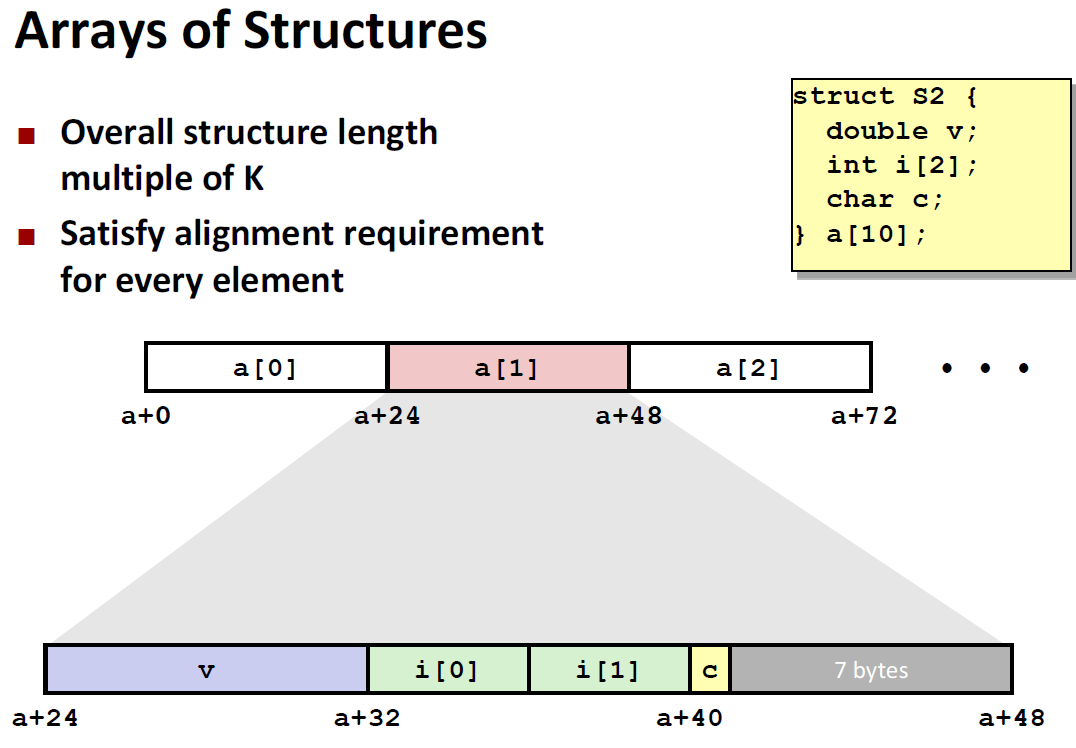 Arrays of Structures
■ Overall structure length
multiple of K
■ Satisfy alignment requirement
for every element
struct S2 {
  double v;
  int i[2];
  char c;
} a[10];
a[0] a[1] a[2] • • •
a+0 a+24 a+48 a+72
v i[0] i[1] c 7 bytes
a+24 a+32 a+40 a+48